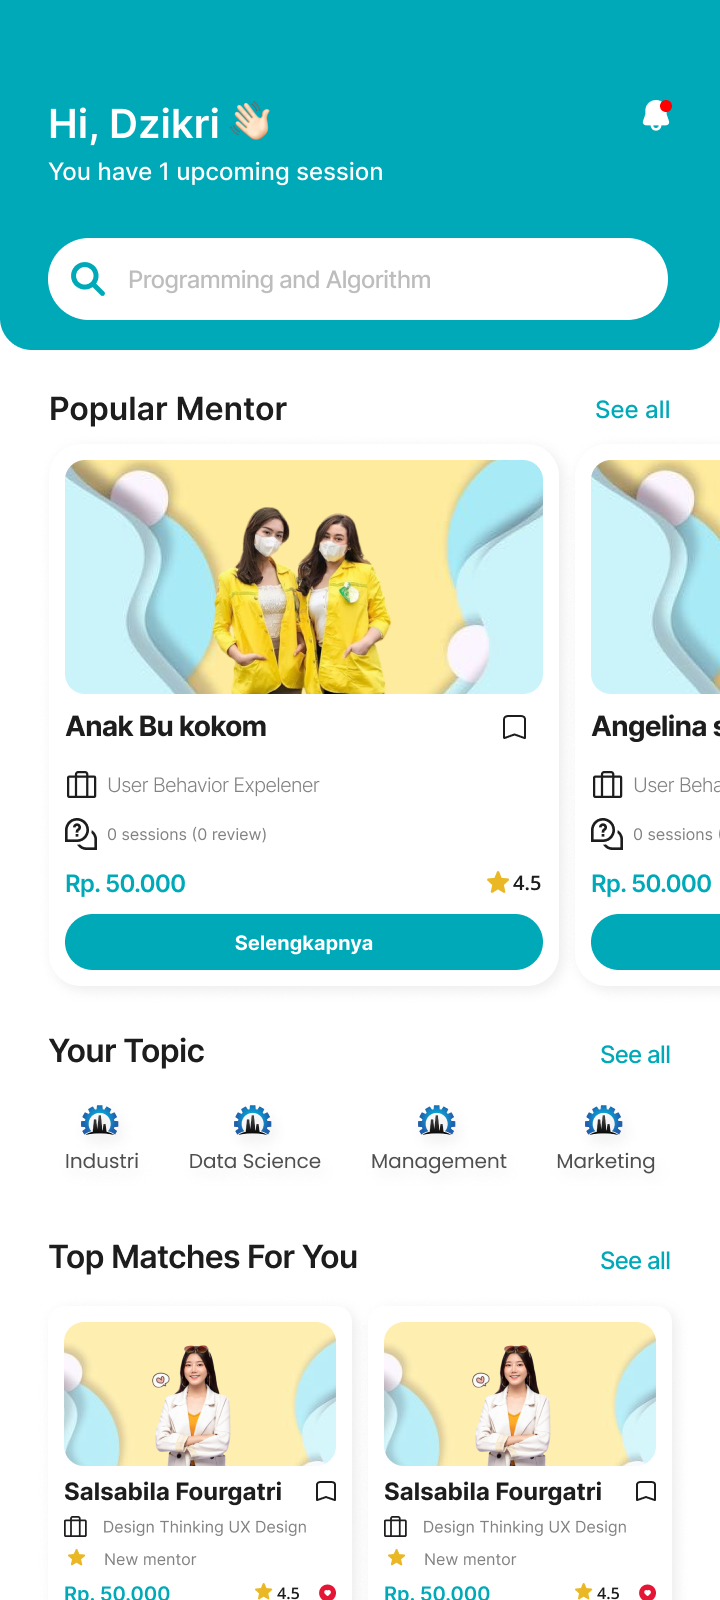 Hi, Dzikri 👋🏻
You have 1 upcoming session
Programming and Algorithm
Popular Mentor
See all
Anak Bu kokom
User Behavior Expelener
0 sessions (0 review)
Rp. 50.000
4.5
Selengkapnya
Angelina s
User Beha
0 sessions (
Rp. 50.000
Your Topic
See all
Industri
Data Science
Management
Marketing
Top Matches For You
See all
Salsabila Fourgatri
Design Thinking UX Design
New mentor
Rp. 50.000
4.5
Salsabila Fourgatri
Design Thinking UX Design
New mentor
Rp. 50.000
4.5